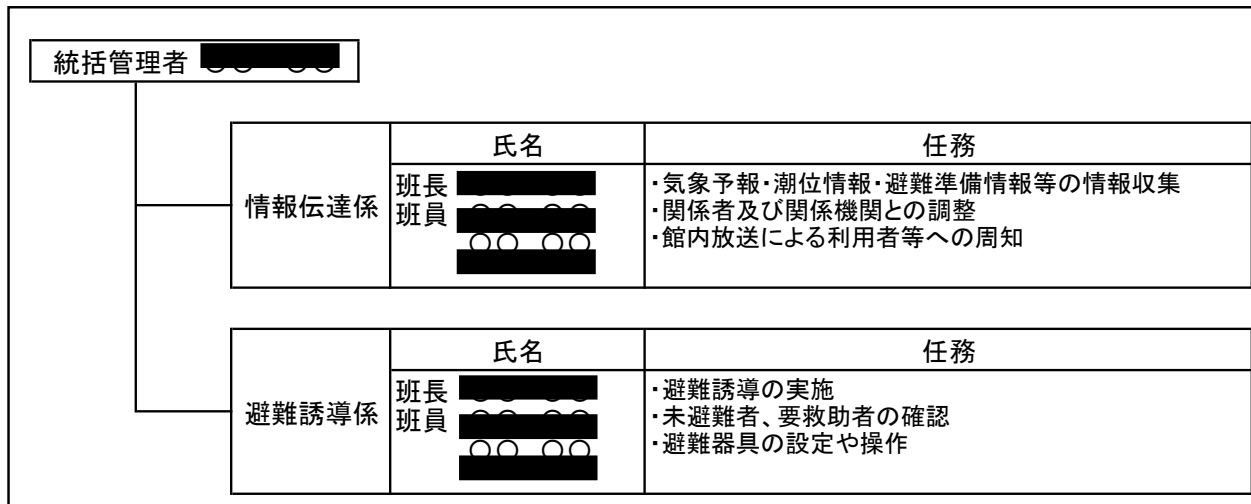 統括管理者
氏名 任務
情報伝達係
班長
班員
○○ ○○
・気象予報・潮位情報・避難準備情報等の情報収集
・関係者及び関係機関との調整
・館内放送による利用者等への周知
氏名 任務
避難誘導係
班長
班員
○○ ○○
・避難誘導の実施
・未避難者、要救助者の確認
・避難器具の設定や操作